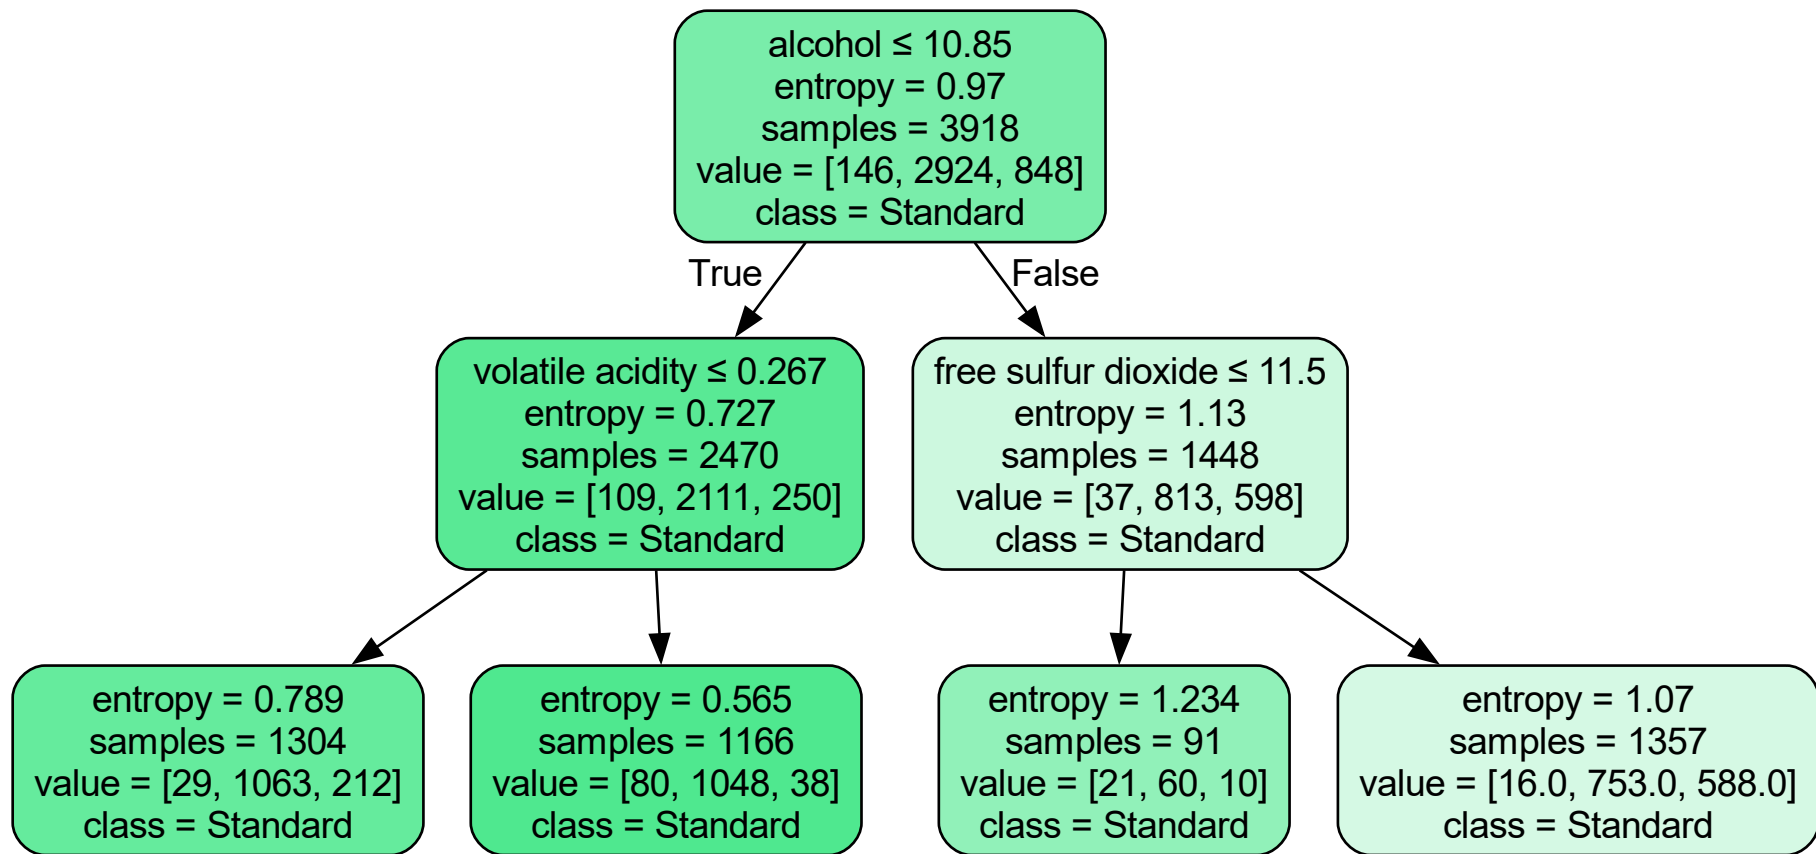 alcohol ≤ 10.85
entropy = 0.97
samples = 3918
value = [146, 2924, 848]
class = Standard
True
False
volatile acidity ≤ 0.267
entropy = 0.727
samples = 2470
value = [109, 2111, 250]
class = Standard
free sulfur dioxide ≤ 11.5
entropy = 1.13
samples = 1448
value = [37, 813, 598]
class = Standard
entropy = 0.789
samples = 1304
value = [29, 1063, 212]
class = Standard
entropy = 0.565
samples = 1166
value = [80, 1048, 38]
class = Standard
entropy = 1.234
samples = 91
value = [21, 60, 10]
class = Standard
entropy = 1.07
samples = 1357
value = [16.0, 753.0, 588.0]
class = Standard